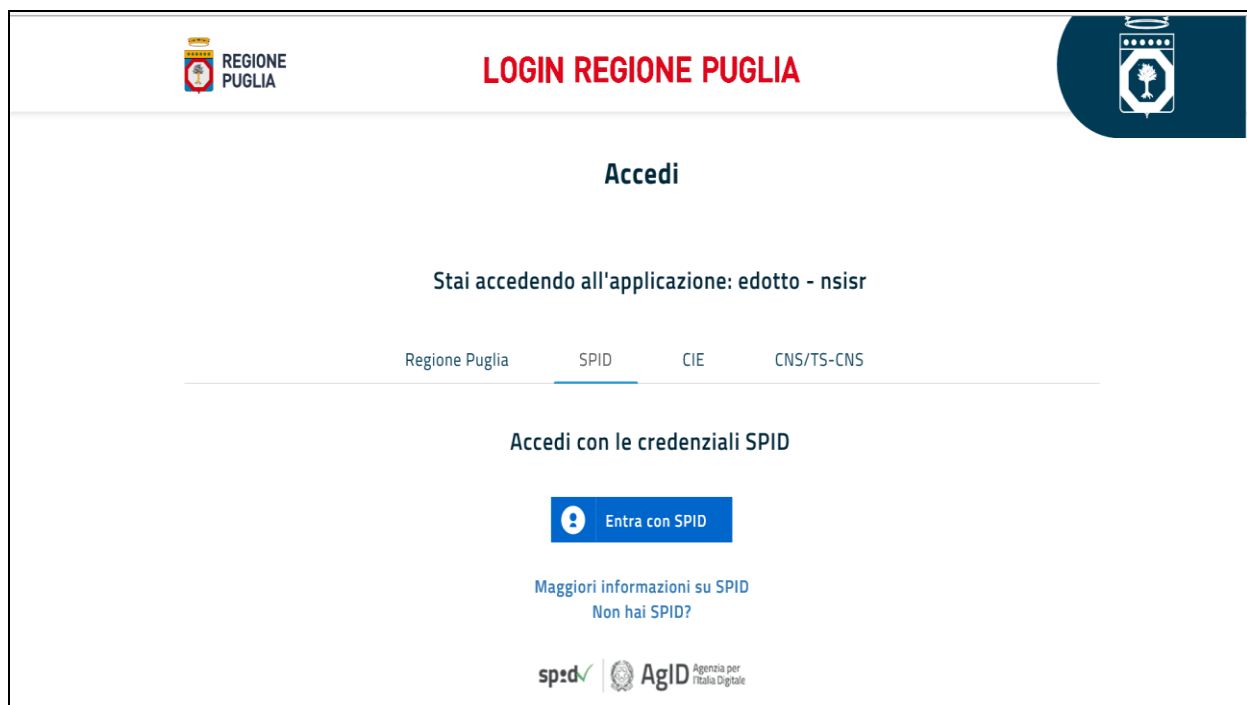 REGIONE
PUGLIA
LOGIN REGIONE PUGLIA
Accedi
Stai accedendo all'applicazione: edotto - nsisr
Regione Puglia SPID CIE CNS/TS-CNS
Accedi con le credenziali SPID
Entra con SPID
Maggiori informazioni su SPID
Non hai SPID?
spid AgID Agenzia per
l'Italia Digitale